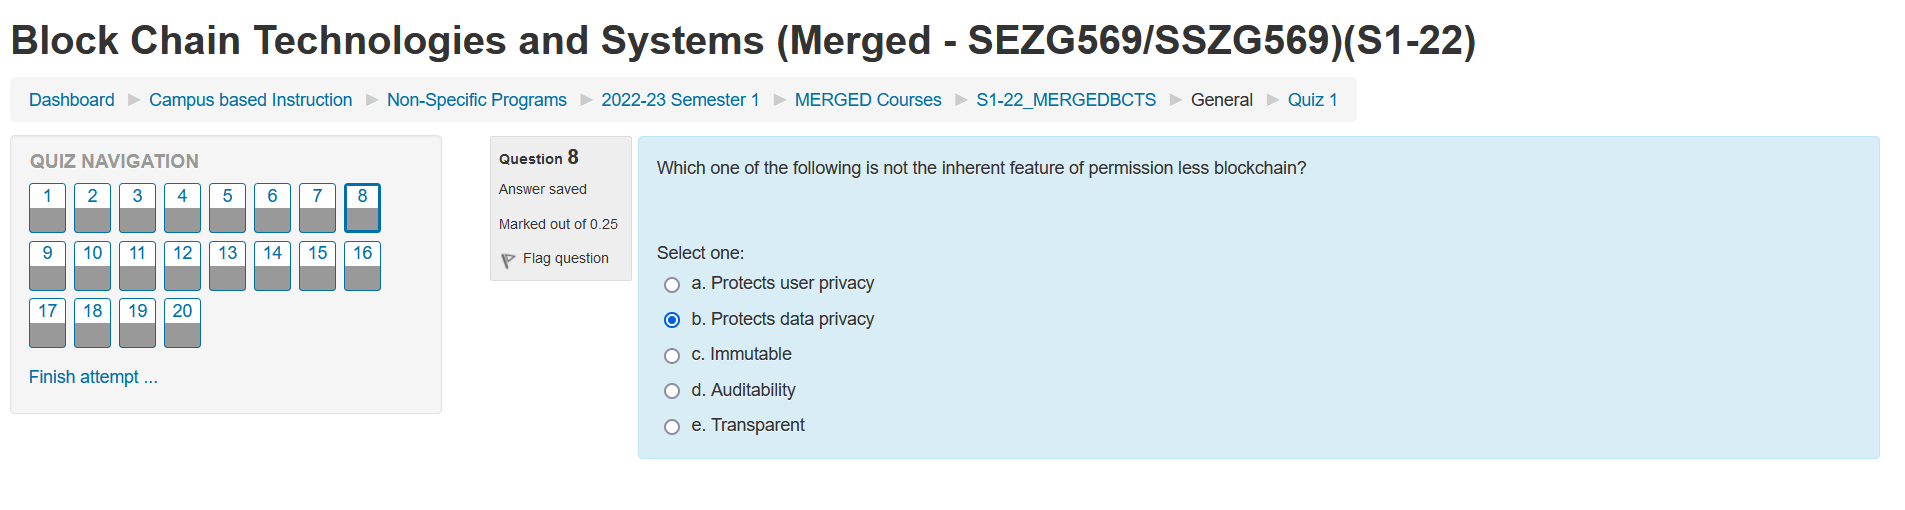 Block Chain Technologies and Systems (Merged - SEZG569/SSZG569)(S1-22)
Dashboard ► Campus based Instruction ► Non-Specific Programs ► 2022-23 Semester 1 ► MERGED Courses ► S1-22_MERGEDBCTS ► General ► Quiz 1
QUIZ NAVIGATION
1 2 3 4 5 6 7 8
9 10 11 12 13 14 15 16
17 18 19 20
Finish attempt ...
Question 8
Answer saved
Marked out of 0.25
Flag question
Which one of the following is not the inherent feature of permission less blockchain?
Select one:
a. Protects user privacy
b. Protects data privacy
c. Immutable
d. Auditability
e. Transparent